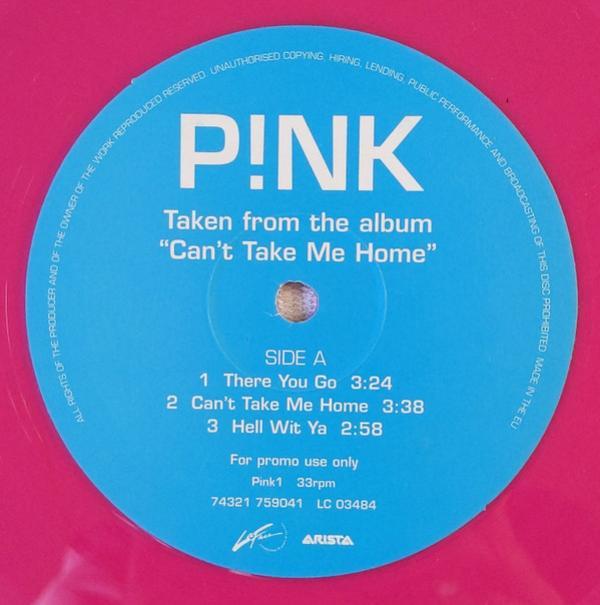 ALL RIGHTS OF THE PRODUCER AND OF THE OWNER OF THE WORK REPRODUCED RESERVED. UNAUTHORISED COPYING, HIRING, LENDING, PUBLIC PERFORMANCE AND BROADCASTING OF THIS DISC PROHIBITED MADE IN THE EU
P!NK
Taken from the album
“Can't Take Me Home”
SIDE A
1 There You Go 3:24
2 Can't Take Me Home 3:38
3 Hell Wit Ya 2:58
For promo use only
Pink1 33rpm
74321 759041 LC 03484
LaFace ARISTA